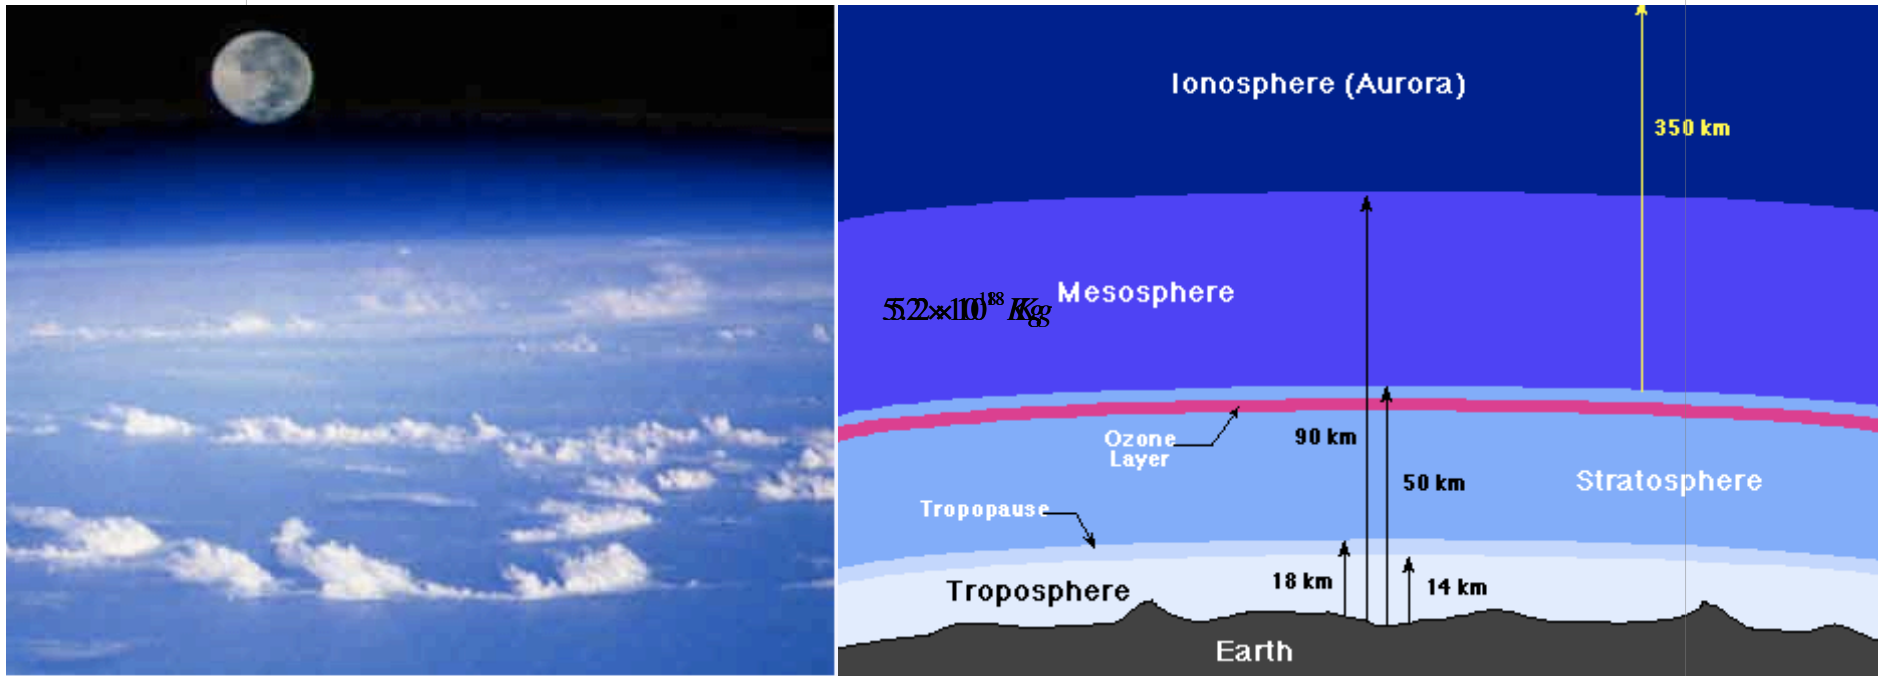 Ionosphere (Aurora)
350 km
Mesosphere
5.2×10¹⁸ Kg
Ozone
Layer
90 km
50 km
Stratosphere
Tropopause
18 km
14 km
Troposphere
Earth